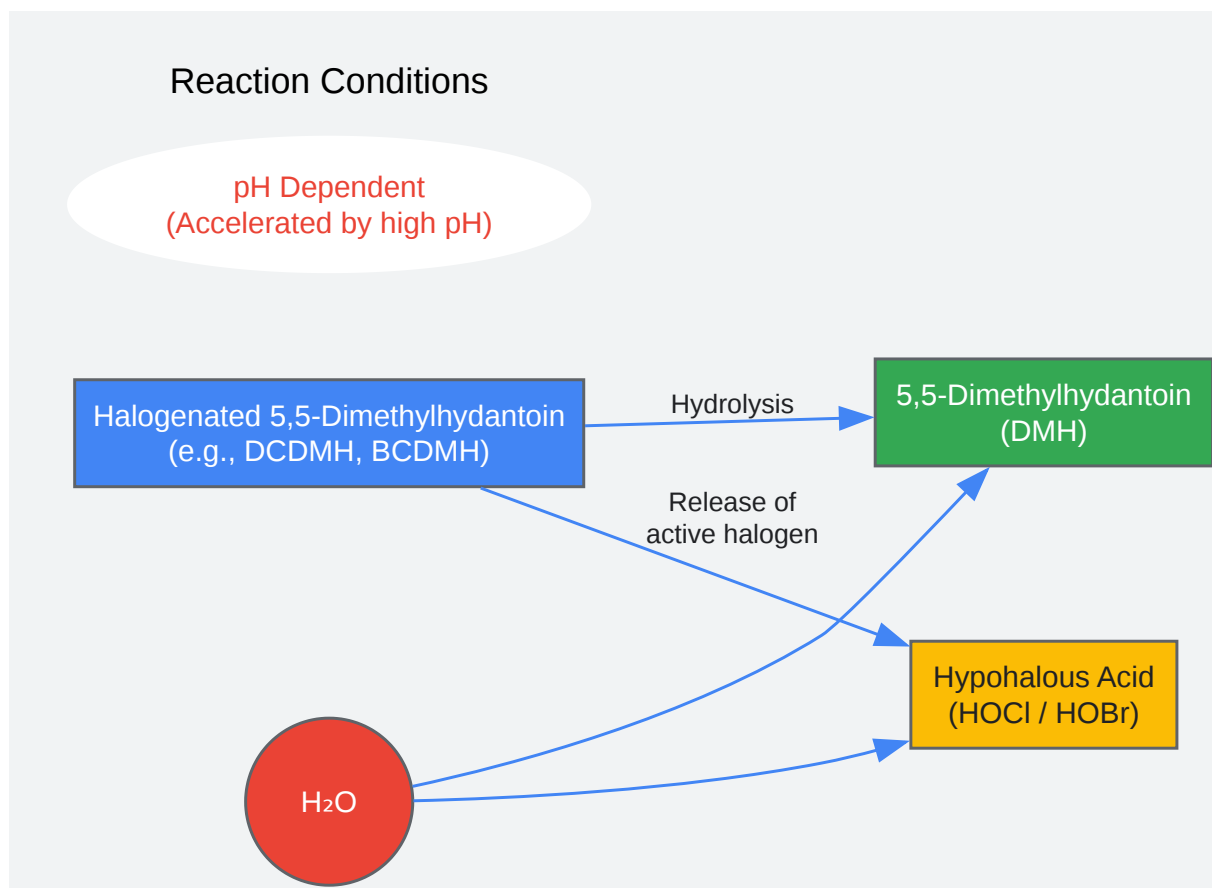 Reaction Conditions
pH Dependent
(Accelerated by high pH)
Halogenated 5,5-Dimethylhydantoin
(e.g., DCDMH, BCDMH)
Hydrolysis
5,5-Dimethylhydantoin
(DMH)
Release of
active halogen
Hypohalous Acid
(HOCl / HOBr)
H₂O